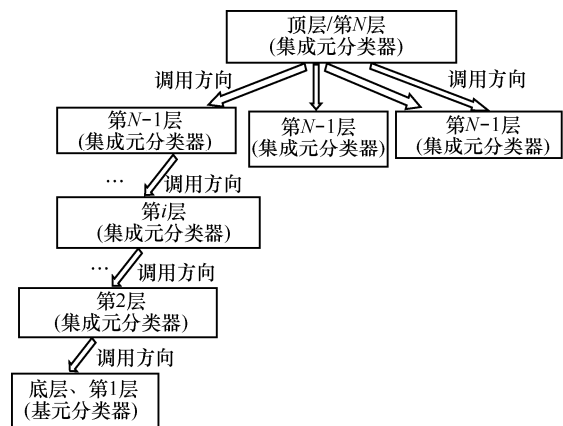 顶层/第N层
(集成元分类器)
调用方向
调用方向
第N-1层
(集成元分类器)
第N-1层
(集成元分类器)
第N-1层
(集成元分类器)
…
调用方向
第i层
(集成元分类器)
…
调用方向
第2层
(集成元分类器)
调用方向
底层、第1层
(基元分类器)